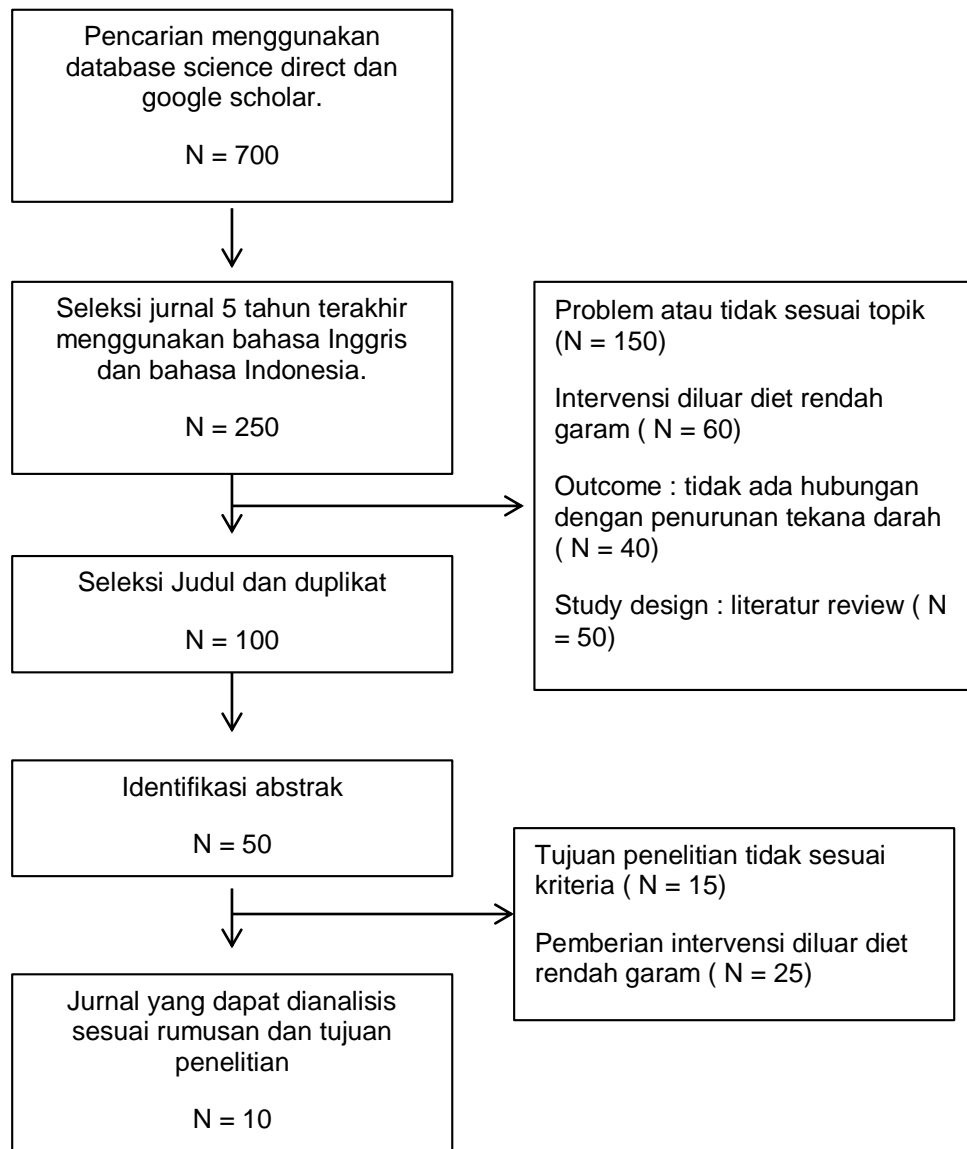 Pencarian menggunakan
database science direct dan
google scholar.
N = 700
Seleksi jurnal 5 tahun terakhir
menggunakan bahasa Inggris
dan bahasa Indonesia.
N = 250
Problem atau tidak sesuai topik
(N = 150)
Intervensi diluar diet rendah
garam ( N = 60)
Outcome : tidak ada hubungan
dengan penurunan tekana darah
( N = 40)
Study design : literatur review ( N
= 50)
Seleksi Judul dan duplikat
N = 100
Identifikasi abstrak
N = 50
Tujuan penelitian tidak sesuai
kriteria ( N = 15)
Pemberian intervensi diluar diet
rendah garam ( N = 25)
Jurnal yang dapat dianalisis
sesuai rumusan dan tujuan
penelitian
N = 10